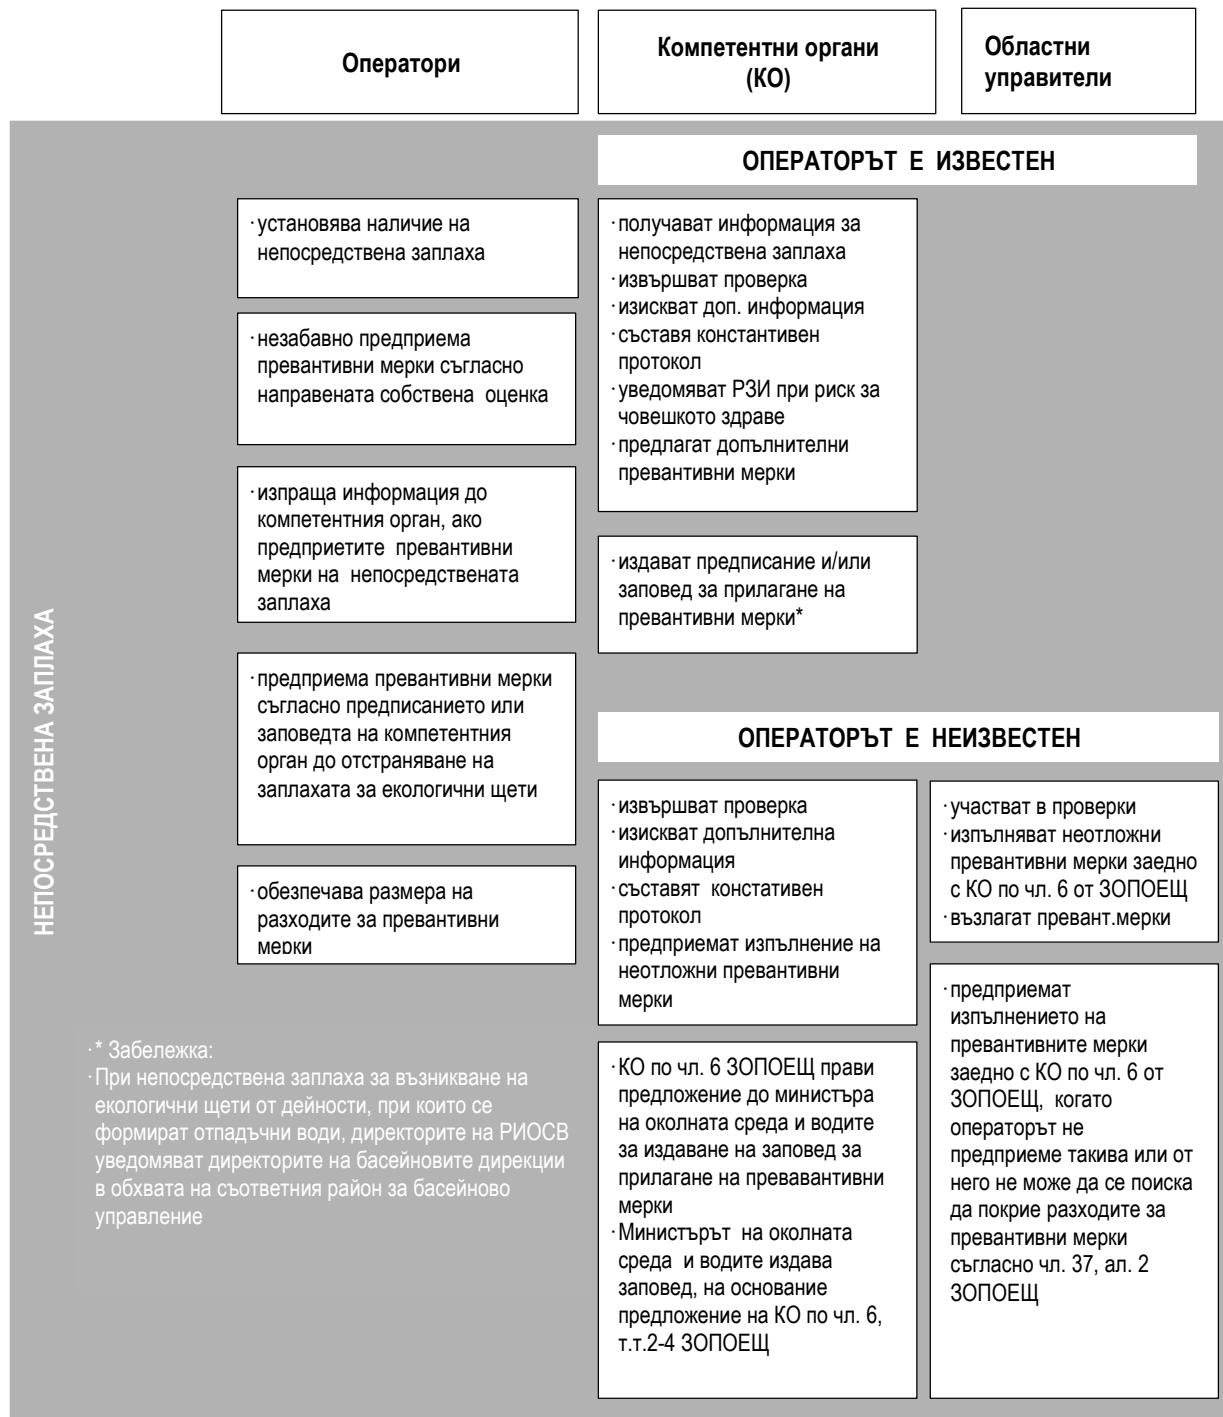 Оператори
Компетентни органи
(КО)
Областни
управители
НЕПОСРЕДСТВЕНА ЗАПЛАХА
·установява наличие на
непосредствена заплаха
·незабавно предприема
превантивни мерки съгласно
направената собствена оценка
·изпраща информация до
компетентния орган, ако
предприетите превантивни
мерки на непосредствената
заплаха
·предприема превантивни мерки
съгласно предписанието или
заповедта на компетентния
орган до отстраняване на
заплахата за екологични щети
·обезпечава размера на
разходите за превантивни
мерки
·* Забележка:
·При непосредствена заплаха за възникване на
екологични щети от дейности, при които се
формират отпадъчни води, директорите на РИОСВ
уведомяват директорите на басейновите дирекции
в обхвата на съответния район за басейново
управление
ОПЕРАТОРЪТ Е ИЗВЕСТЕН
·получават информация за
непосредствена заплаха
·извършват проверка
·изискват доп. информация
·съставя константивен
протокол
·уведомяват РЗИ при риск за
човешкото здраве
·предлагат допълнителни
превантивни мерки
·издават предписание и/или
заповед за прилагане на
превантивни мерки*
ОПЕРАТОРЪТ Е НЕИЗВЕСТЕН
·извършват проверка
·изискват допълнителна
информация
·съставят констативен
протокол
·предприемат изпълнение на
неотложни превантивни
мерки
·КО по чл. 6 ЗОПОЕЩ прави
предложение до министъра
на околната среда и водите
за издаване на заповед за
прилагане на превавантивни
мерки
·Министърът на околната
среда и водите издава
заповед, на основание
предложение на КО по чл. 6,
т.т.2-4 ЗОПОЕЩ
·участват в проверки
·изпълняват неотложни
превантивни мерки заедно
с КО по чл. 6 от ЗОПОЕЩ
·възлагат превант.мерки
·предприемат
изпълнението на
превантивните мерки
заедно с КО по чл. 6 от
ЗОПОЕЩ, когато
операторът не
предприеме такива или от
него не може да се поиска
да покрие разходите за
превантивни мерки
съгласно чл. 37, ал. 2
ЗОПОЕЩ